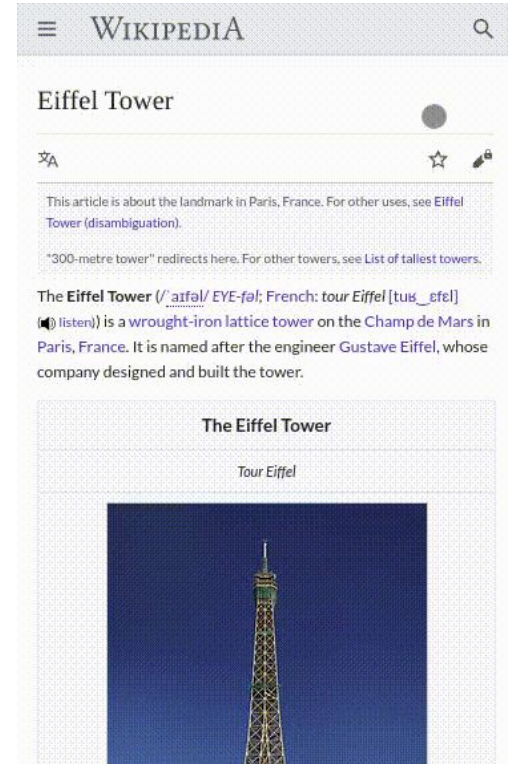 WIKIPEDIA
Eiffel Tower
This article is about the landmark in Paris, France. For other uses, see Eiffel
Tower (disambiguation).
"300-metre tower" redirects here. For other towers, see List of tallest towers.
The Eiffel Tower (/ˈaɪfəl/ EYE-fəl; French: tour Eiffel [tuʁ‿ɛfɛl]
(listen)) is a wrought-iron lattice tower on the Champ de Mars in
Paris, France. It is named after the engineer Gustave Eiffel, whose
company designed and built the tower.
The Eiffel Tower
Tour Eiffel